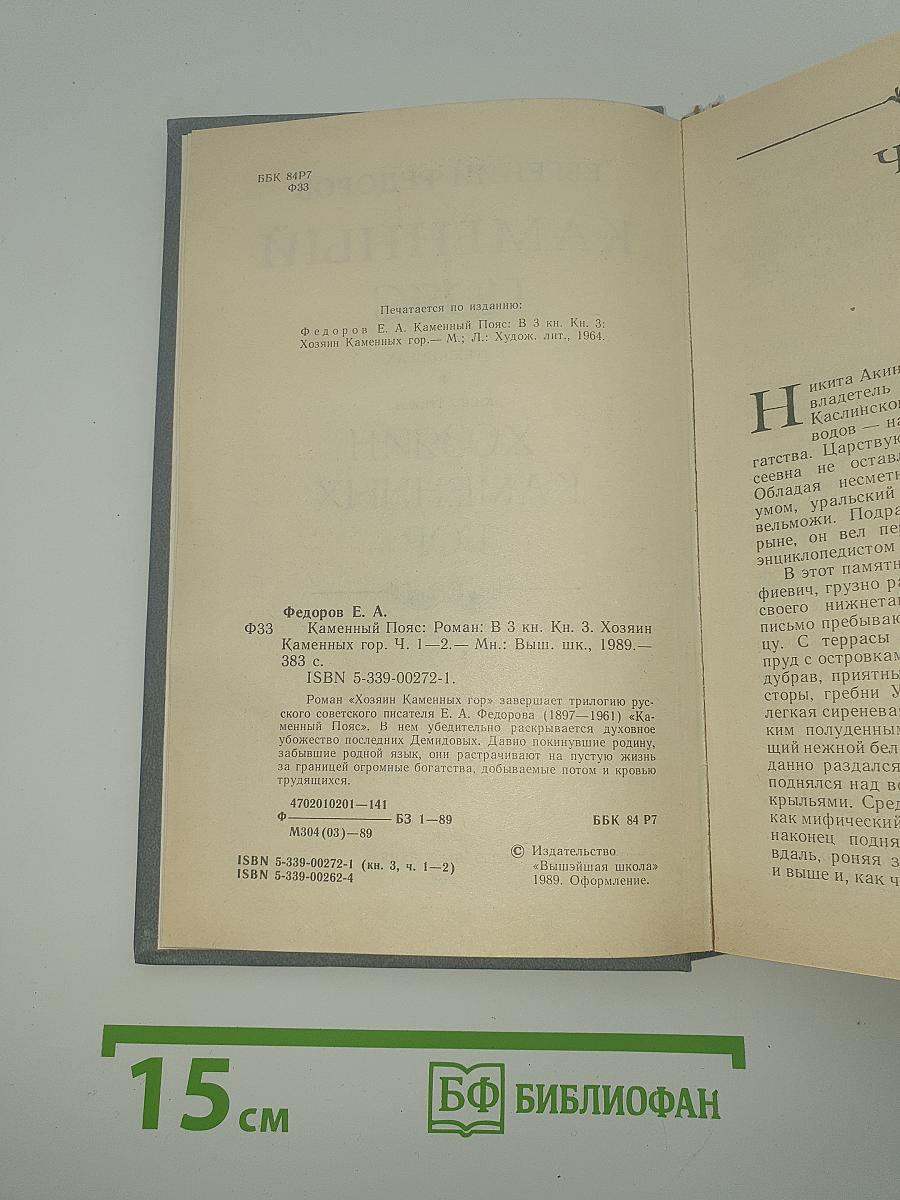 ББК 84Р7
Ф33
Печатается по изданию:
Федоров Е. А. Каменный Пояс: В 3 кн. Кн. 3:
Хозяин Каменных гор.— М.; Л.: Худож. лит., 1964.
Федоров Е. А.
Ф33 Каменный Пояс: Роман: В 3 кн. Кн. 3. Хозяин
Каменных гор. Ч. 1—2.— Мн.: Выш. шк., 1989.—
383 с.
ISBN 5-339-00272-1.
Роман «Хозяин Каменных гор» завершает трилогию рус-
ского советского писателя Е. А. Федорова (1897—1961) «Ка-
менный Пояс». В нем убедительно раскрывается духовное
убожество последних Демидовых. Давно покинувшие родину,
забывшие родной язык, они растрачивают на пустую жизнь
за границей огромные богатства, добываемые потом и кровью
трудящихся.
4702010201—141
Ф———— БЗ 1—89 ББК 84 Р7
М304(03)—89
ISBN 5-339-00272-1 (кн. 3, ч. 1—2)
ISBN 5-339-00262-4
© Издательство
«Вышэйшая школа»
1989. Оформление.
Ч
Никита Акин
владетель
Каслинско
водов — на
гатства. Царствую
сеевна не остав
Обладая несметн
умом, уральский
вельможи. Подра
рыне, он вел пе
энциклопедистом
В этот памятн
фиевич, грузно ра
своего нижнета
письмо пребываю
цу. С террасы
пруд с островкам
дубрав, приятны
сторы, гребни У
легкая сиренева
ким полуденны
щий нежной бел
данно раздался
поднялся над в
крыльями. Сред
как мифический
наконец подня
вдаль, роняя з
и выше и, как ч
15 см
БФ БИБЛИОФАН